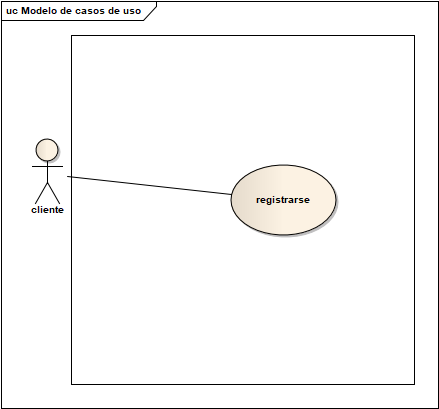 uc Modelo de casos de uso
cliente
registrarse